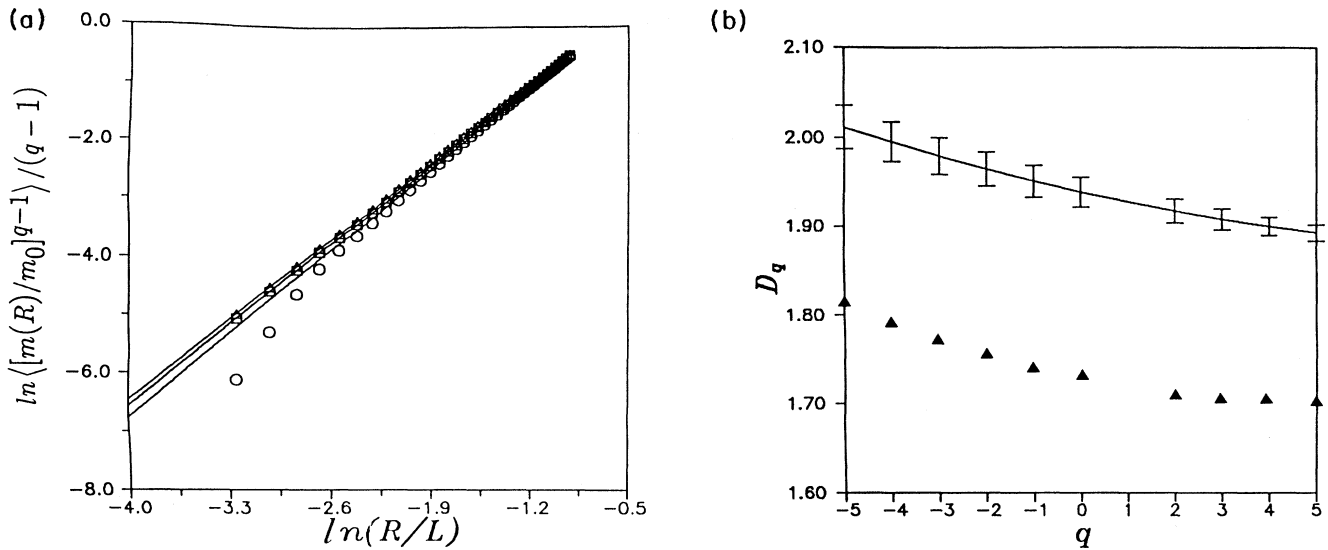 (a)
0.0
-2.0
-4.0
-6.0
-8.0
ln⟨[m(R)/m0]q−1⟩/(q − 1)
-4.0 -3.3 -2.6 -1.9 -1.2 -0.5
ln(R/L)
(b)
2.10
2.00
1.90
1.80
1.70
1.60
Dq
-5 -4 -3 -2 -1 0 1 2 3 4 5
q